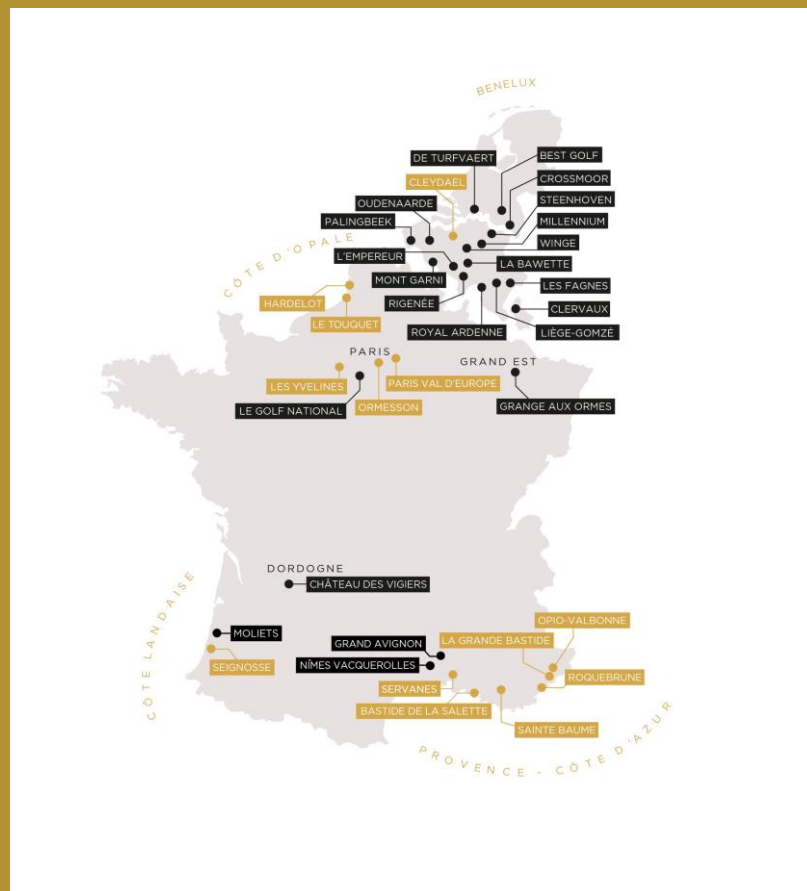 BENELUX
DE TURFVAERT
BEST GOLF
CLEYDAEL
CROSSMOOR
OUDENAARDE
STEENHOVEN
PALINGBEEK
MILLENNIUM
WINGE
L'EMPEREUR
LA BAWETTE
MONT GARNI
LES FAGNES
RIGENÉE
CLERVAUX
ROYAL ARDENNE
LIÈGE-GOMZÉ
CÔTE D'OPALE
HARDELOT
LE TOUQUET
PARIS
GRAND EST
LES YVELINES
PARIS VAL D'EUROPE
LE GOLF NATIONAL
ORMESSON
GRANGE AUX ORMES
DORDOGNE
CHÂTEAU DES VIGIERS
CÔTE LANDAISE
MOLIETS
SEIGNOSSE
OPIO-VALBONNE
LA GRANDE BASTIDE
GRAND AVIGNON
NÎMES VACQUEROLLES
ROQUEBRUNE
SERVANES
BASTIDE DE LA SALETTE
SAINTE BAUME
PROVENCE - CÔTE D'AZUR